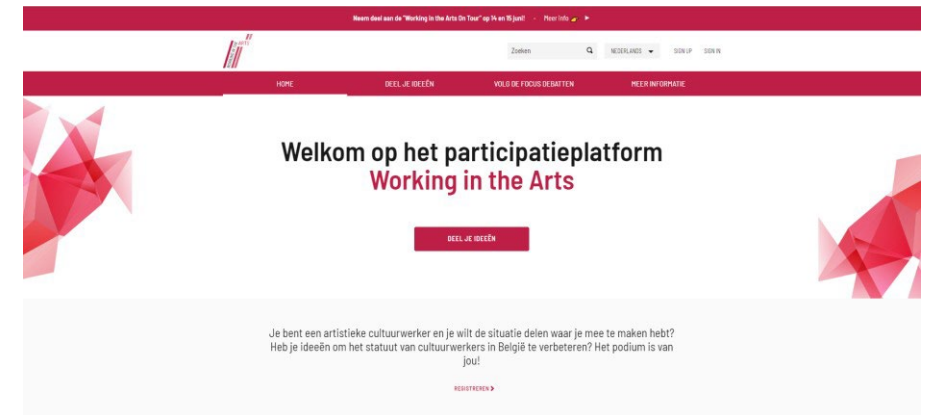 Neem deel aan de "Working in the Arts On Tour" op 14 en 15 juni! - Meer Info
Zoeken NEDERLANDS SIGN UP SIGN IN
HOME DEEL JE IDEEËN VOLG DE FOCUS DEBATTEN MEER INFORMATIE
Welkom op het participatieplatform
Working in the Arts
DEEL JE IDEEËN
Je bent een artistieke cultuurwerker en je wilt de situatie delen waar je mee te maken hebt?
Heb je ideeën om het statuut van cultuurwerkers in België te verbeteren? Het podium is van
jou!
REGISTREREN